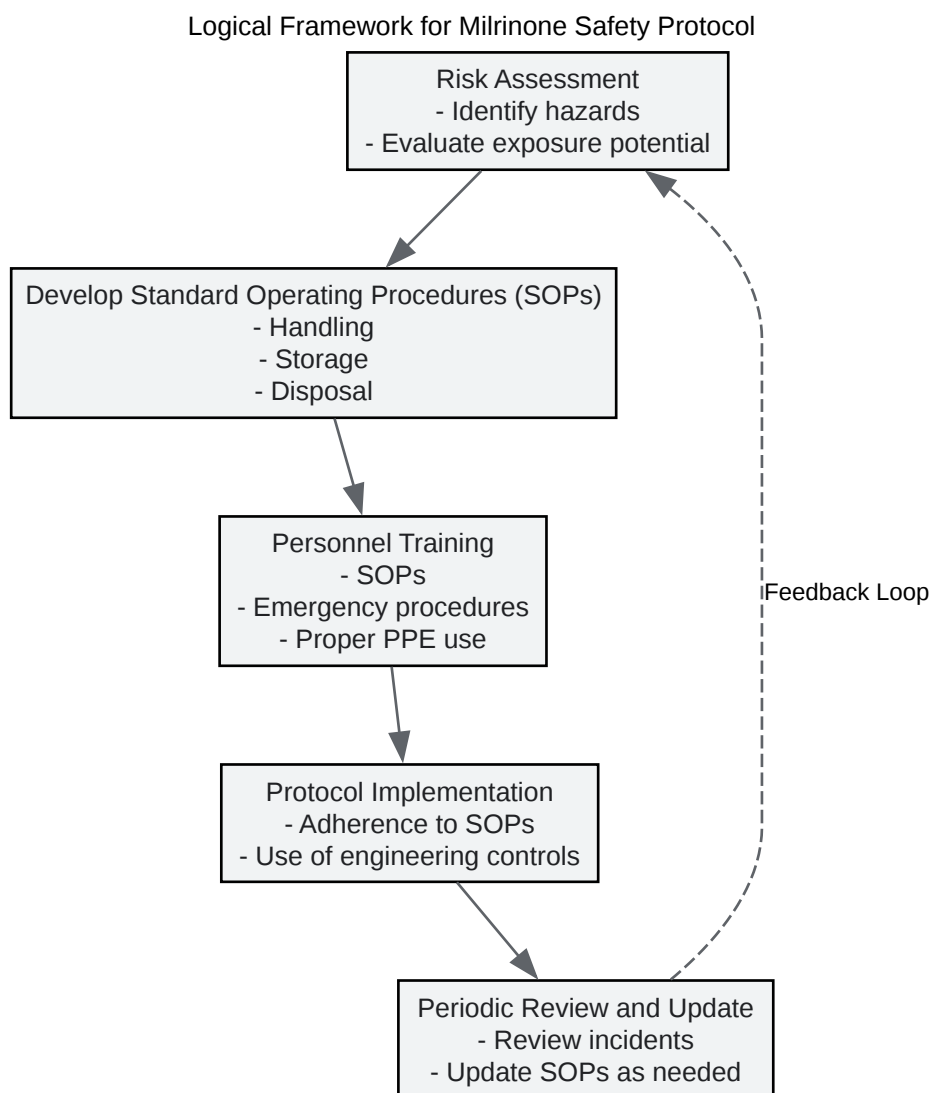 Logical Framework for Milrinone Safety Protocol
Risk Assessment
- Identify hazards
- Evaluate exposure potential
Develop Standard Operating Procedures (SOPs)
- Handling
- Storage
- Disposal
Personnel Training
- SOPs
- Emergency procedures
- Proper PPE use
Feedback Loop
Protocol Implementation
- Adherence to SOPs
- Use of engineering controls
Periodic Review and Update
- Review incidents
- Update SOPs as needed